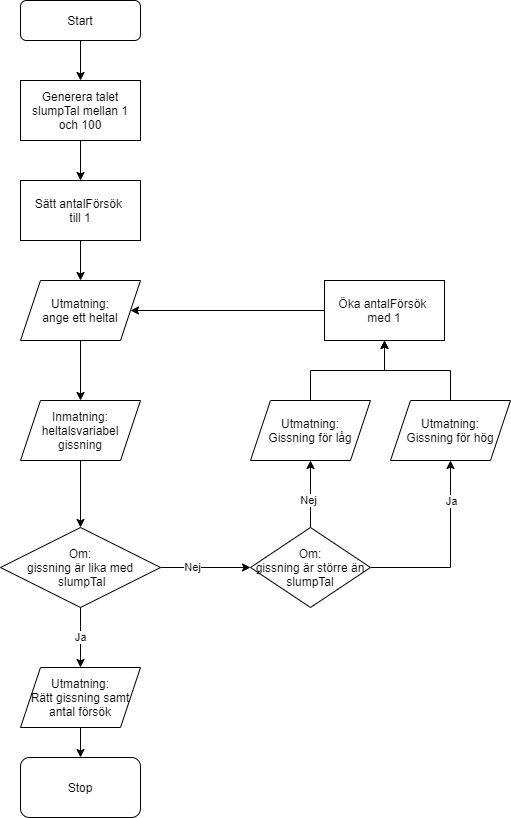 Start
Generera talet
slumpTal mellan 1
och 100
Sätt antalFörsök
till 1
Utmatning:
ange ett heltal
Öka antalFörsök
med 1
Inmatning:
heltalsvariabel
gissning
Utmatning:
Gissning för låg
Utmatning:
Gissning för hög
Nej
Ja
Om:
gissning är lika med
slumpTal
Nej
Om:
gissning är större än
slumpTal
Ja
Utmatning:
Rätt gissning samt
antal försök
Stop